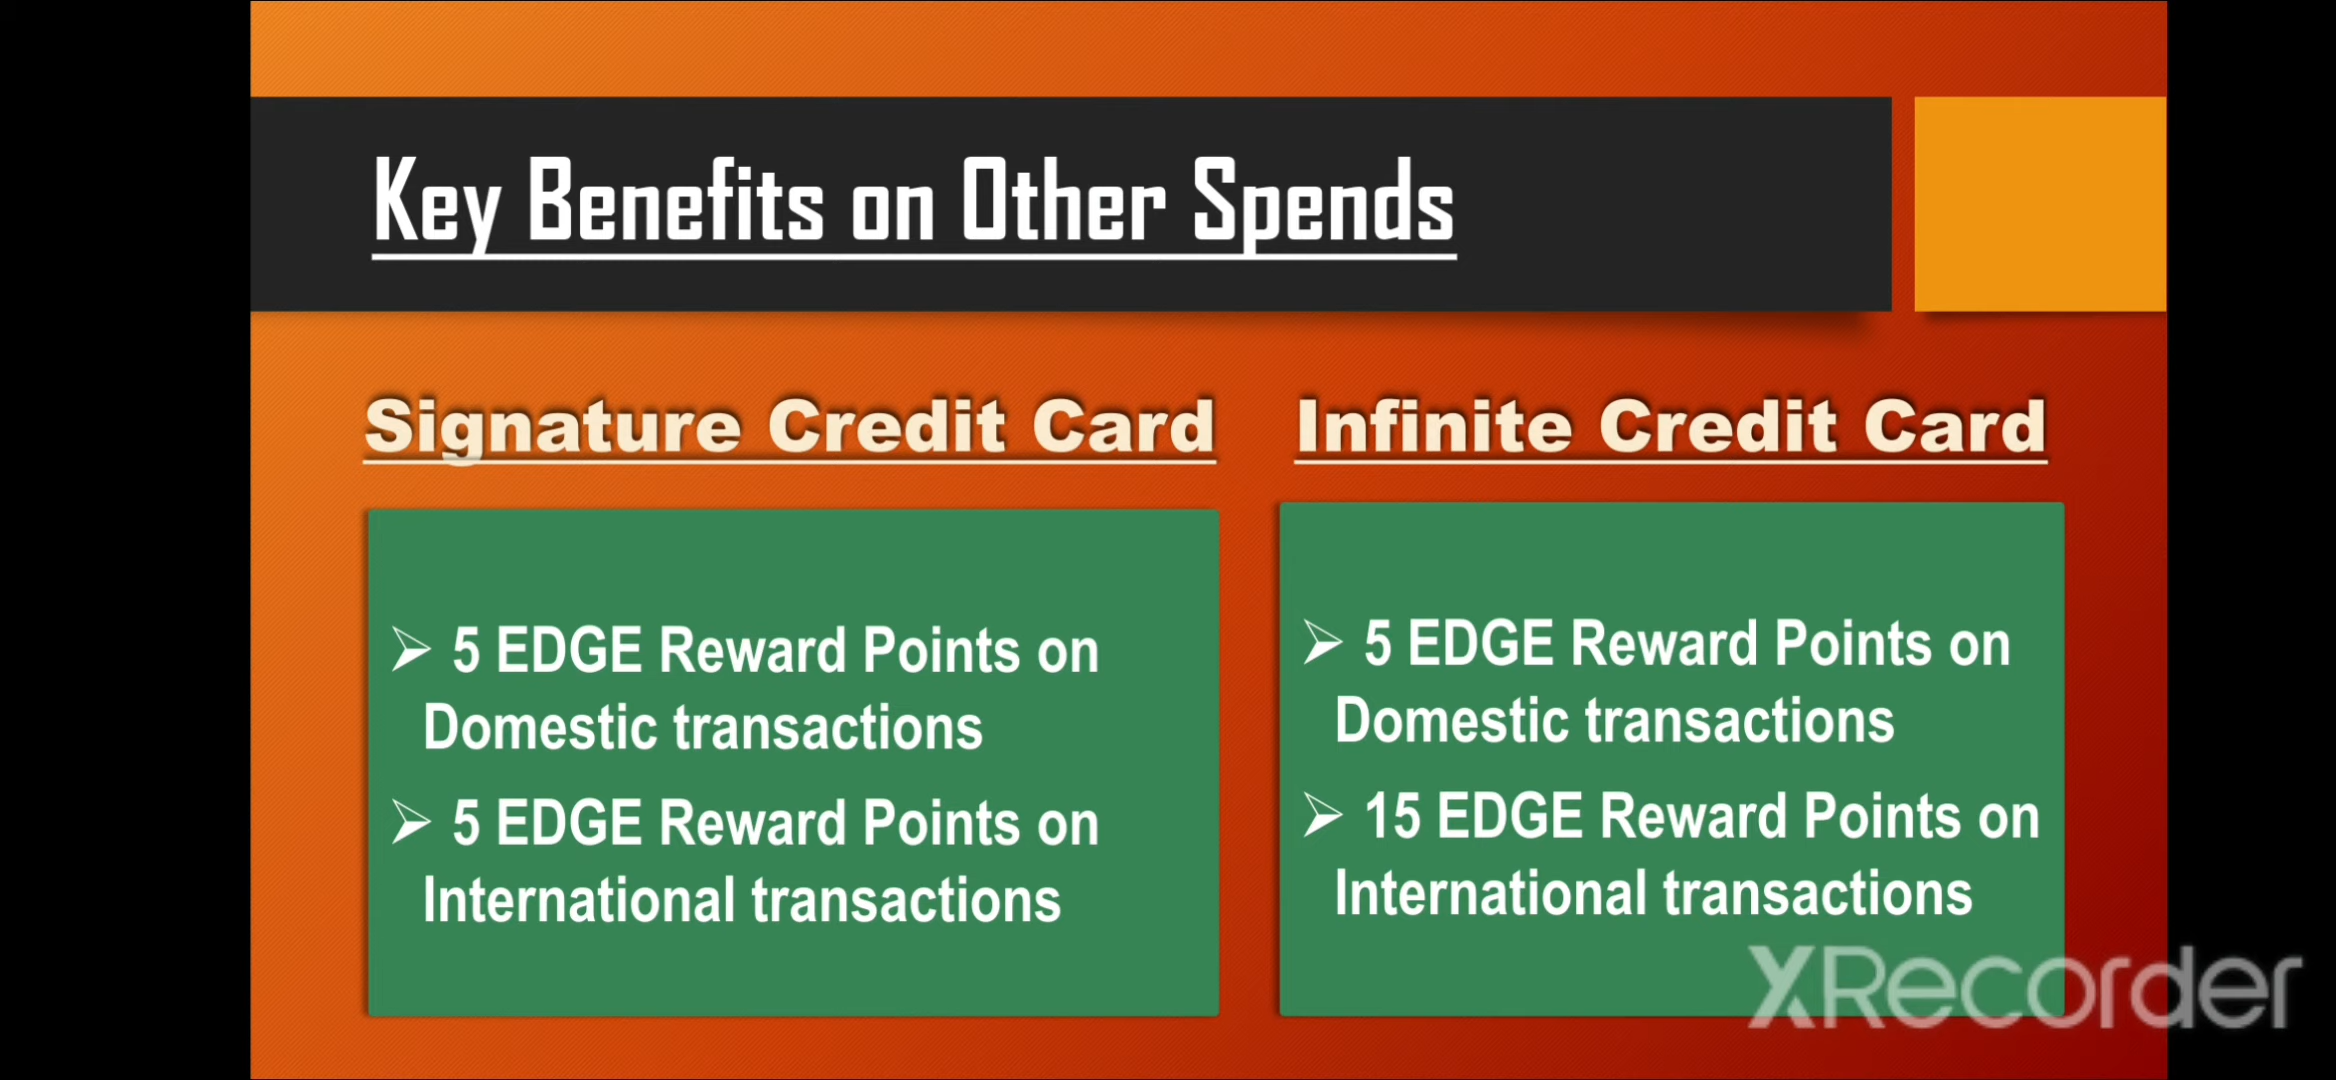 Key Benefits on Other Spends
Signature Credit Card
➢ 5 EDGE Reward Points on
Domestic transactions
➢ 5 EDGE Reward Points on
International transactions
Infinite Credit Card
➢ 5 EDGE Reward Points on
Domestic transactions
➢ 15 EDGE Reward Points on
International transactions
XRecorder